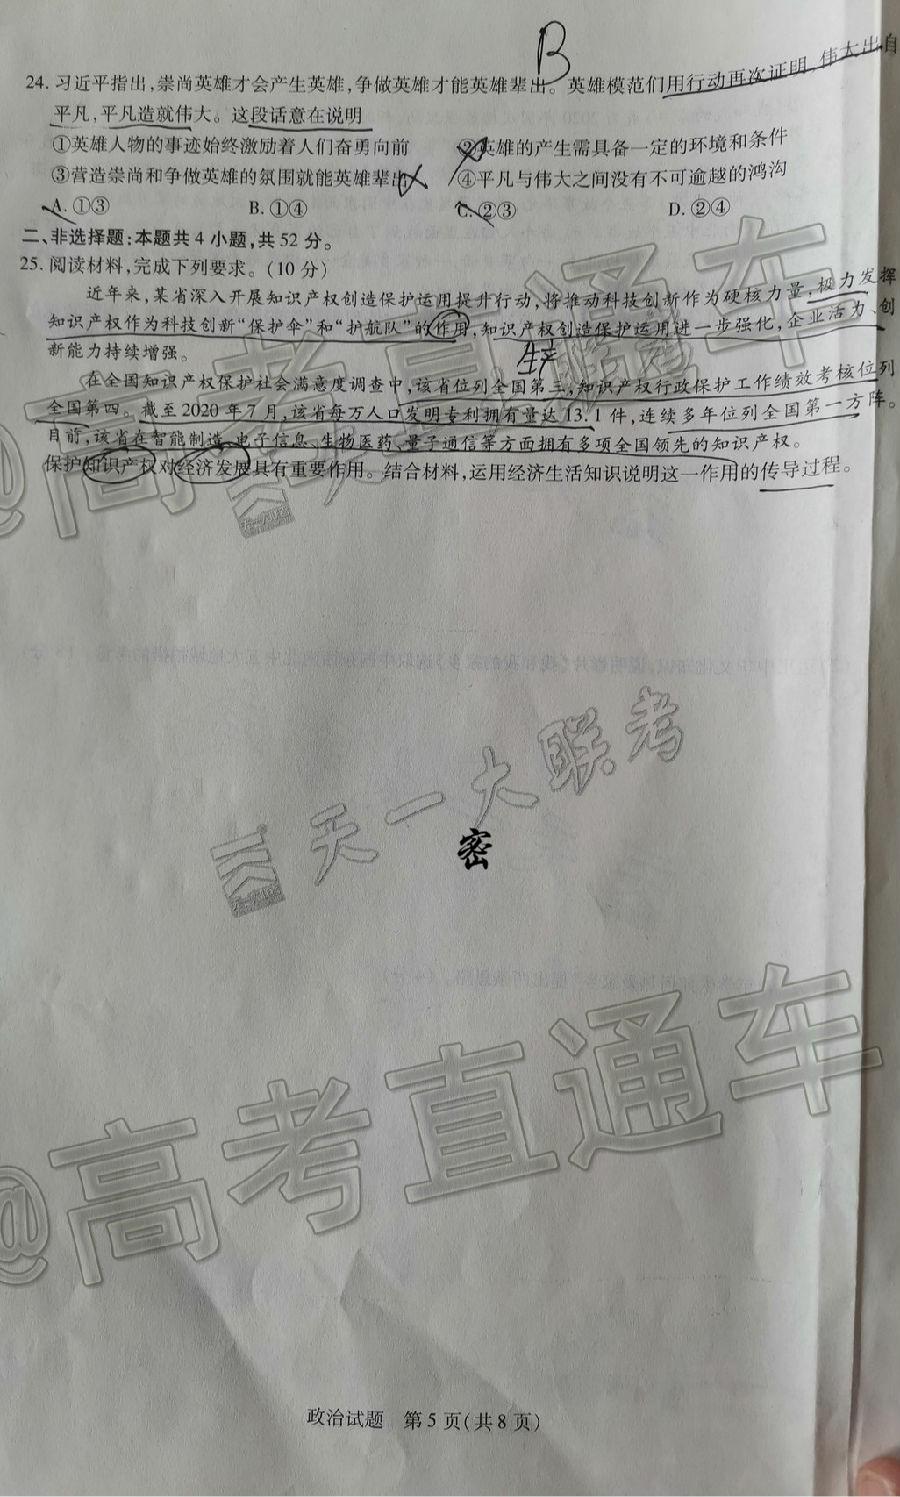 B
24. 习近平指出,崇尚英雄才会产生英雄,争做英雄才能英雄辈出。英雄模范们用行动再次证明,伟大出自
平凡,平凡造就伟大。这段话意在说明
①英雄人物的事迹始终激励着人们奋勇向前 ②英雄的产生需具备一定的环境和条件
③营造崇尚和争做英雄的氛围就能英雄辈出 ④平凡与伟大之间没有不可逾越的鸿沟
A. ①③ B. ①④ C. ②③ D. ②④
二、非选择题:本题共4小题,共52分。
25. 阅读材料,完成下列要求。(10分)
近年来,某省深入开展知识产权创造保护运用提升行动,将推动科技创新作为硬核力量,极力发挥
知识产权作为科技创新“保护伞”和“护航队”的作用,知识产权创造保护运用进一步强化,企业活力、创
新能力持续增强。
生产
在全国知识产权保护社会满意度调查中,该省位列全国第三,知识产权行政保护工作绩效考核位列
全国第四。截至2020年7月,该省每万人口发明专利拥有量达13.1件,连续多年位列全国第一方阵。
目前,该省在智能制造、电子信息、生物医药、量子通信等方面拥有多项全国领先的知识产权。
保护知识产权对经济发展具有重要作用。结合材料,运用经济生活知识说明这一作用的传导过程。
@高考直通车
天一大联考
密
@高考直通车
政治试题 第5页(共8页)